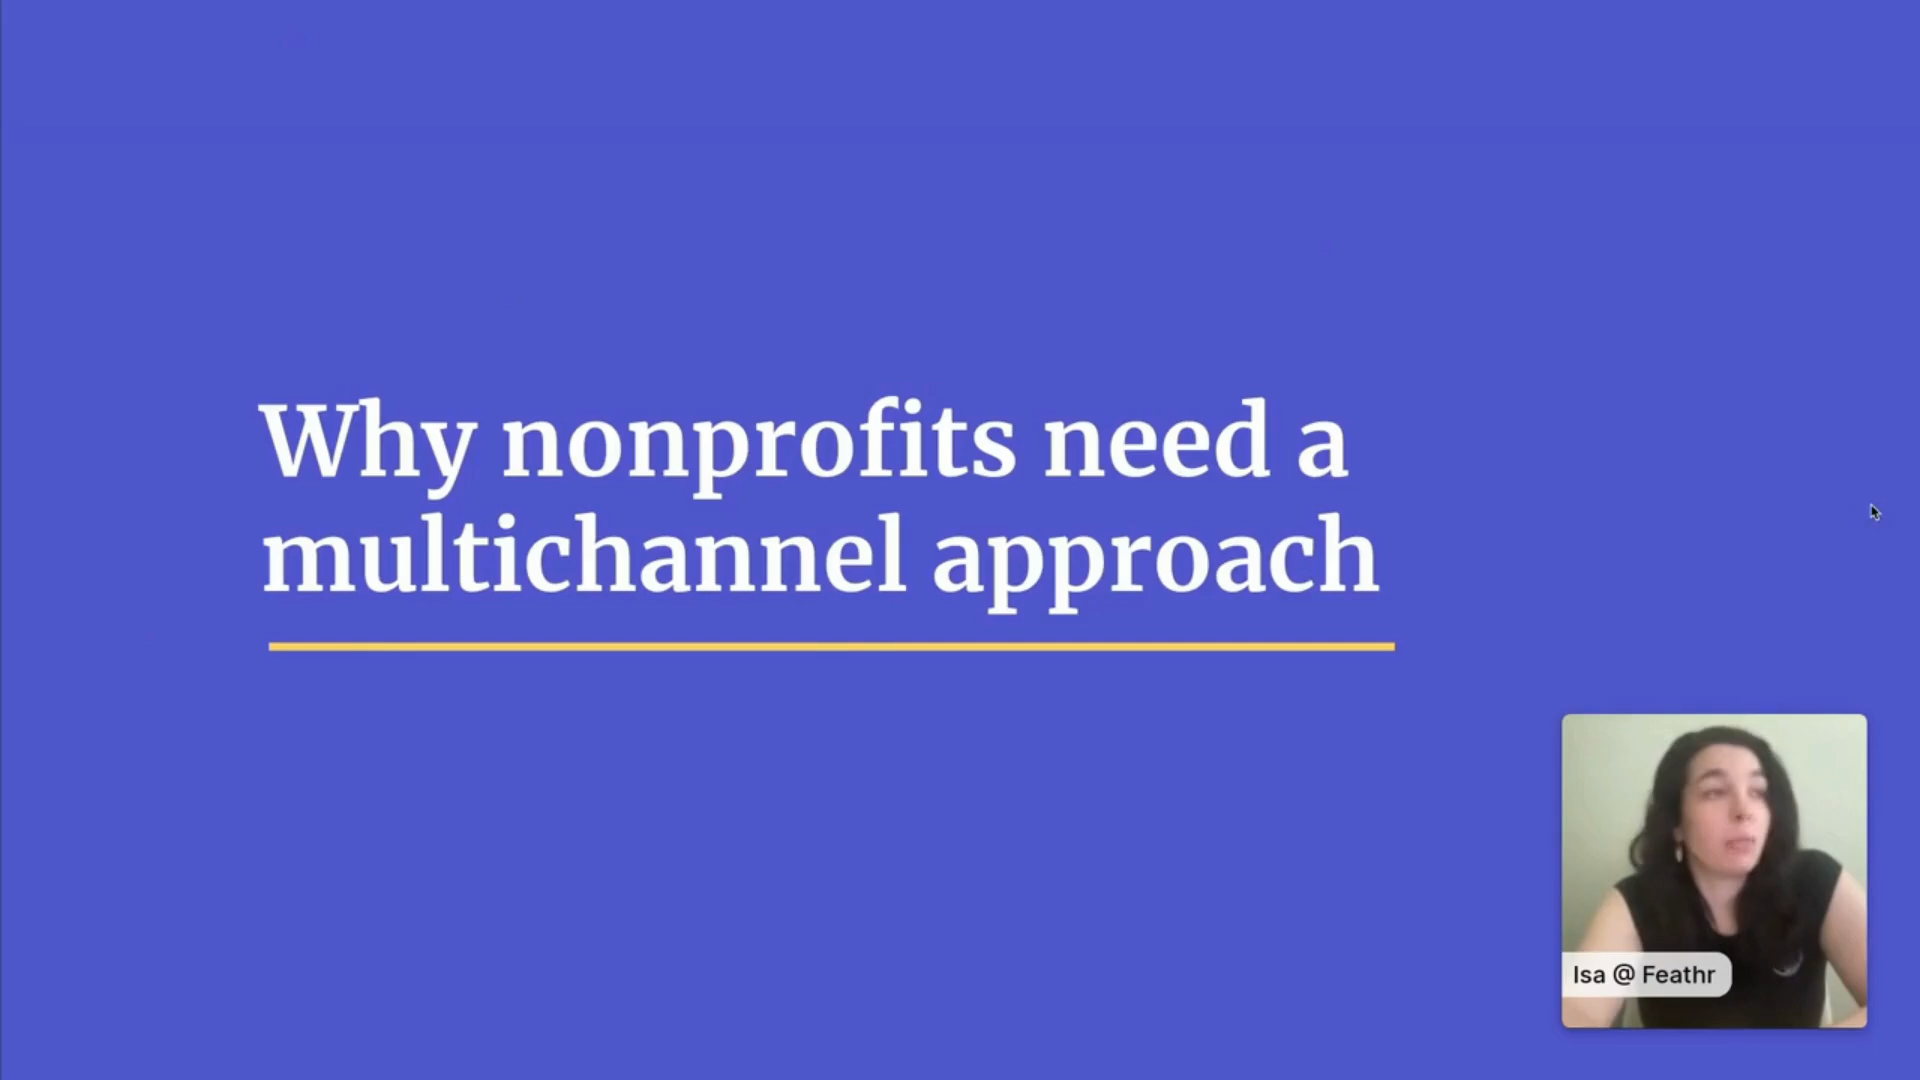 Why nonprofits need a
multichannel approach
Isa @ Feathr